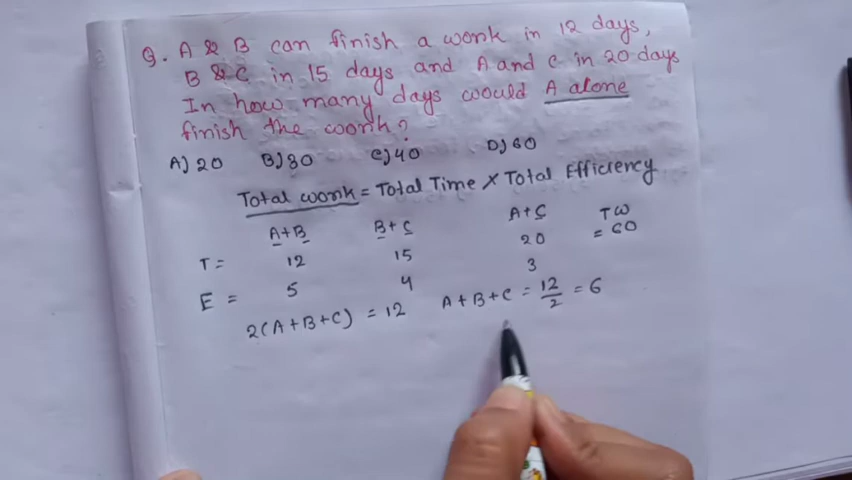 Q. A & B can finish a work in 12 days,
B & C in 15 days and A and C in 20 days
In how many days would A alone
finish the work?
A) 20 B) 30 C) 40 D) 60
Total work = Total Time × Total Efficiency
A+B B+C A+C TW
T = 12 15 20 = 60
E = 5 4 3
2(A+B+C) = 12 A+B+C = 12/2 = 6